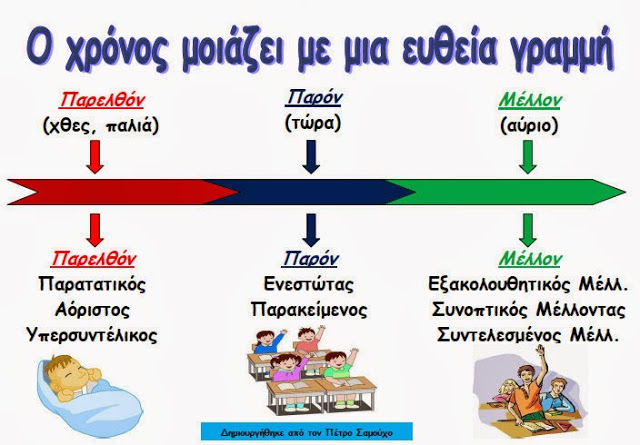 Ο χρόνος μοιάζει με μια ευθεία γραμμή
Παρελθόν
(χθες, παλιά)
Παρόν
(τώρα)
Μέλλον
(αύριο)
Παρελθόν
Παρατατικός
Αόριστος
Υπερσυντέλικος
Παρόν
Ενεστώτας
Παρακείμενος
Μέλλον
Εξακολουθητικός Μέλλ.
Συνοπτικός Μέλλοντας
Συντελεσμένος Μέλλ.
Δημιουργήθηκε από τον Πέτρο Σαμούχο